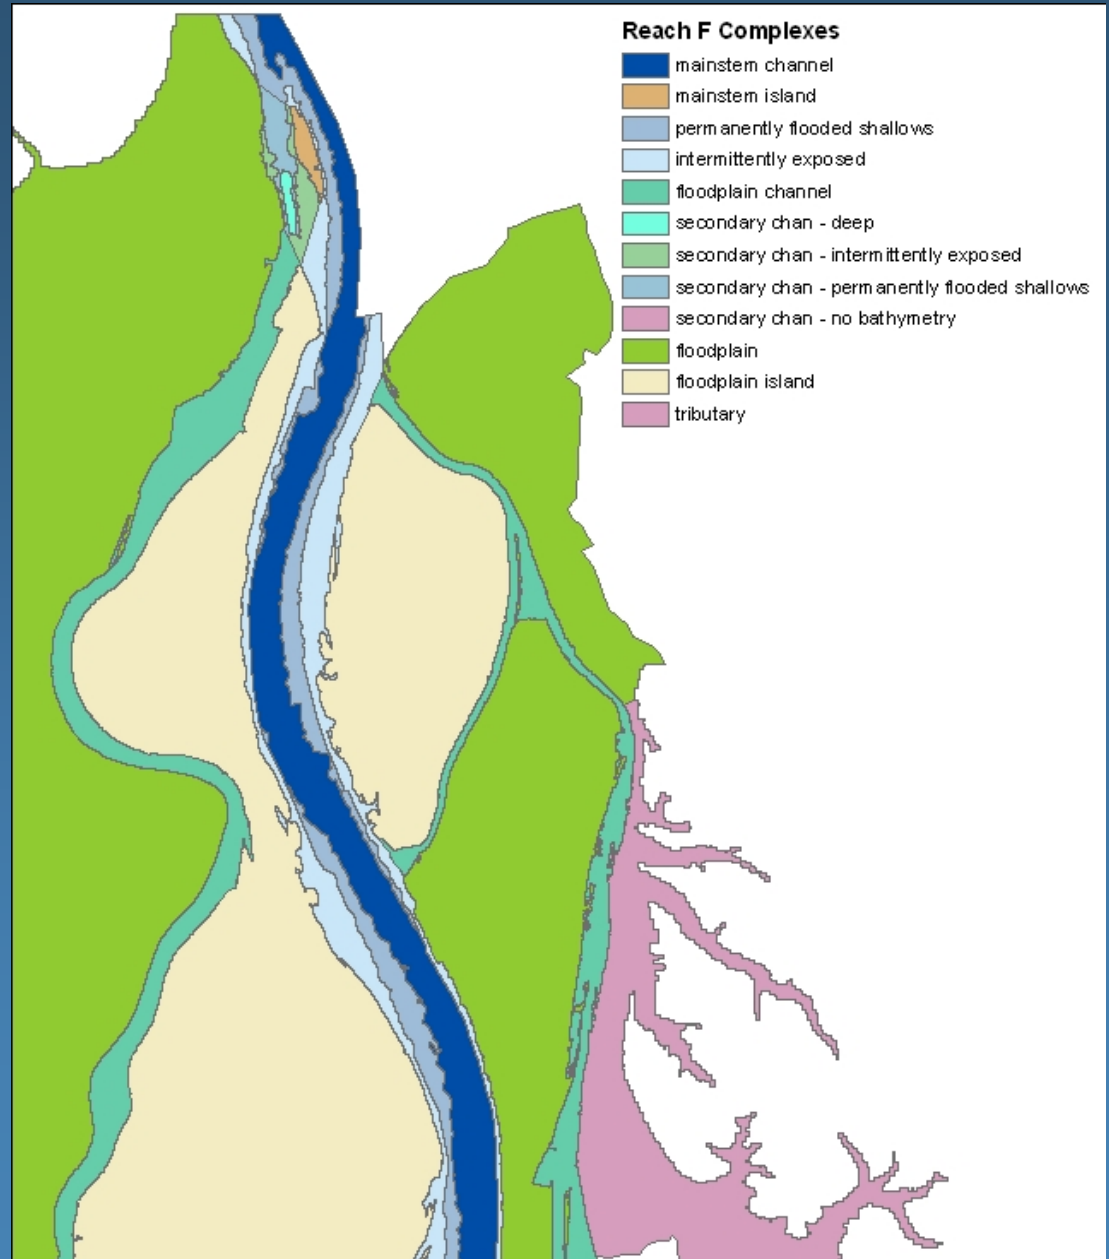 Reach F Complexes
mainstem channel
mainstem island
permanently flooded shallows
intermittently exposed
floodplain channel
secondary chan - deep
secondary chan - intermittently exposed
secondary chan - permanently flooded shallows
secondary chan - no bathymetry
floodplain
floodplain island
tributary